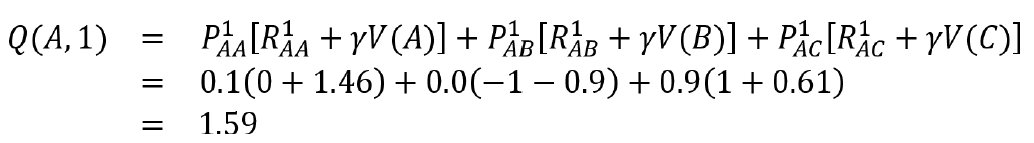 Q(A, 1) = P¹_AA[R¹_AA + γV(A)] + P¹_AB[R¹_AB + γV(B)] + P¹_AC[R¹_AC + γV(C)]
= 0.1(0 + 1.46) + 0.0(−1 − 0.9) + 0.9(1 + 0.61)
= 1.59